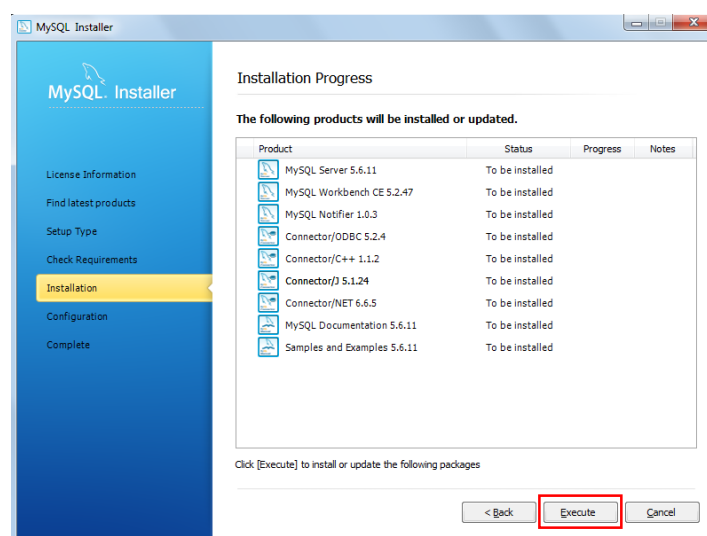 MySQL Installer
MySQL. Installer
License Information
Find latest products
Setup Type
Check Requirements
Installation
Configuration
Complete
Installation Progress
The following products will be installed or updated.
Product Status Progress Notes
MySQL Server 5.6.11 To be installed
MySQL Workbench CE 5.2.47 To be installed
MySQL Notifier 1.0.3 To be installed
Connector/ODBC 5.2.4 To be installed
Connector/C++ 1.1.2 To be installed
Connector/J 5.1.24 To be installed
Connector/NET 6.6.5 To be installed
MySQL Documentation 5.6.11 To be installed
Samples and Examples 5.6.11 To be installed
Click [Execute] to install or update the following packages
< Back Execute Cancel